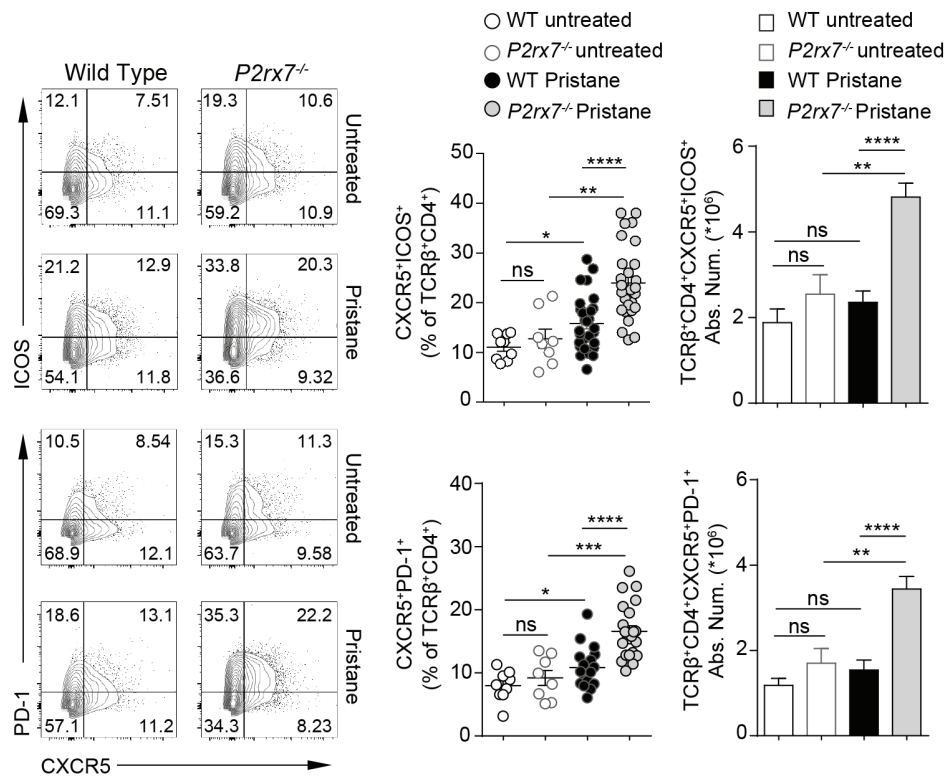 Wild Type
P2rx7-/-
12.1 7.51
69.3 11.1
19.3 10.6
59.2 10.9
Untreated
21.2 12.9
54.1 11.8
33.8 20.3
36.6 9.32
Pristane
ICOS
10.5 8.54
68.9 12.1
15.3 11.3
63.7 9.58
Untreated
18.6 13.1
57.1 11.2
35.3 22.2
34.3 8.23
Pristane
PD-1
CXCR5
WT untreated
P2rx7-/- untreated
WT Pristane
P2rx7-/- Pristane
CXCR5+ICOS+
(% of TCRβ+CD4+)
50
40
30
20
10
0
ns
*
**
****
WT untreated
P2rx7-/- untreated
WT Pristane
P2rx7-/- Pristane
TCRβ+CD4+CXCR5+ICOS+
Abs. Num. (*10⁶)
6
4
2
0
ns
ns
**
****
CXCR5+PD-1+
(% of TCRβ+CD4+)
40
30
20
10
0
ns
*
***
****
TCRβ+CD4+CXCR5+PD-1+
Abs. Num. (*10⁶)
6
4
2
0
ns
ns
**
****